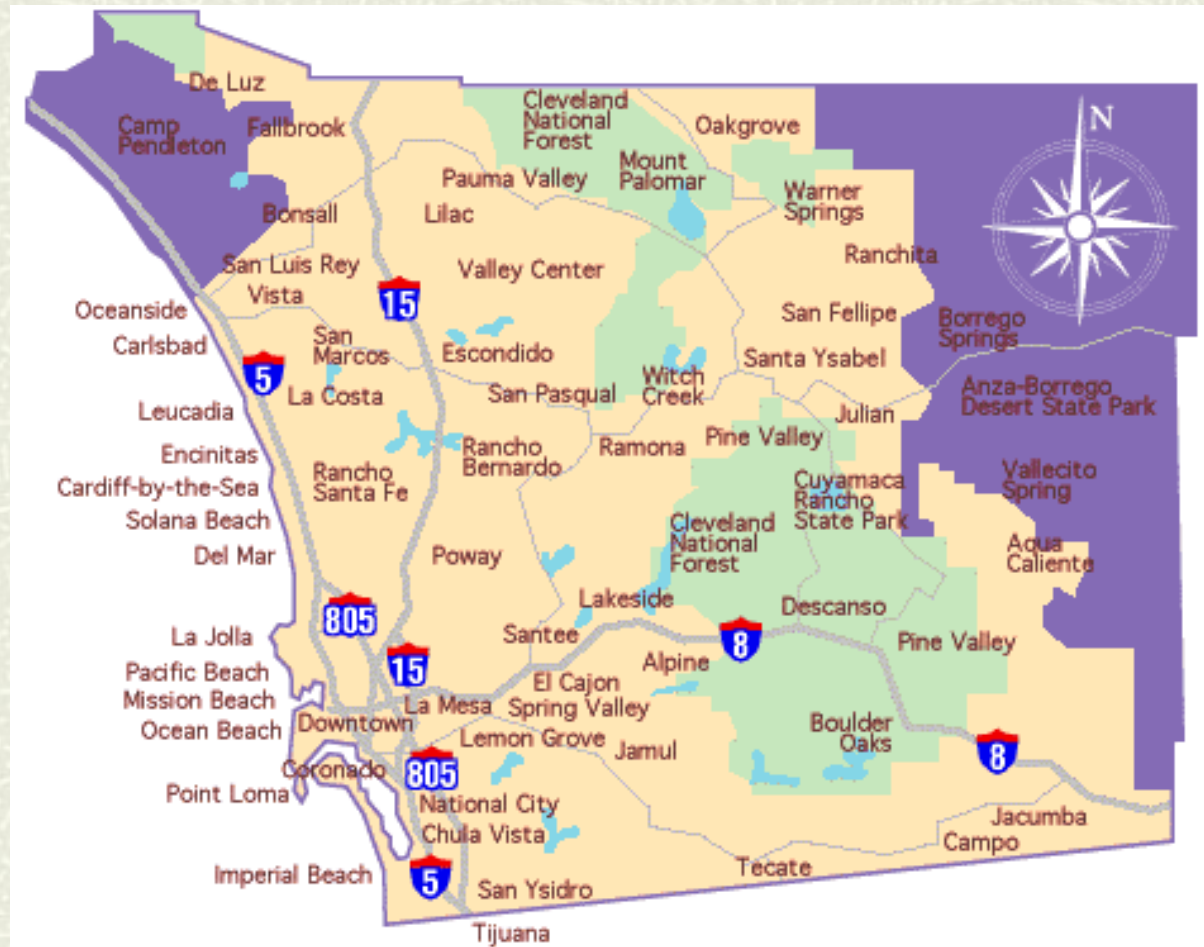 De Luz
Cleveland
National
Forest
Oakgrove
N
Camp
Pendleton
Fallbrook
Mount
Palomar
Pauma Valley
Warner
Springs
Bonsall
Lilac
Ranchita
San Luis Rey
Valley Center
Vista
15
Oceanside
San Fellipe
Borrego
Springs
Carlsbad
San
Marcos
Escondido
Santa Ysabel
5
La Costa
San Pasqual
Witch
Creek
Anza-Borrego
Desert State Park
Leucadia
Julian
Encinitas
Rancho
Bernardo
Ramona
Pine Valley
Cardiff-by-the-Sea
Rancho
Santa Fe
Cuyamaca
Rancho
State Park
Vallecito
Spring
Solana Beach
Cleveland
National
Forest
Del Mar
Poway
Aqua
Caliente
Lakeside
Descanso
805
La Jolla
Santee
8
Pine Valley
Pacific Beach
15
Alpine
Mission Beach
El Cajon
La Mesa
Spring Valley
Ocean Beach
Downtown
Lemon Grove
Jamul
Boulder
Oaks
8
Coronado
805
Point Loma
National City
Jacumba
Chula Vista
Campo
Imperial Beach
5
Tecate
San Ysidro
Tijuana